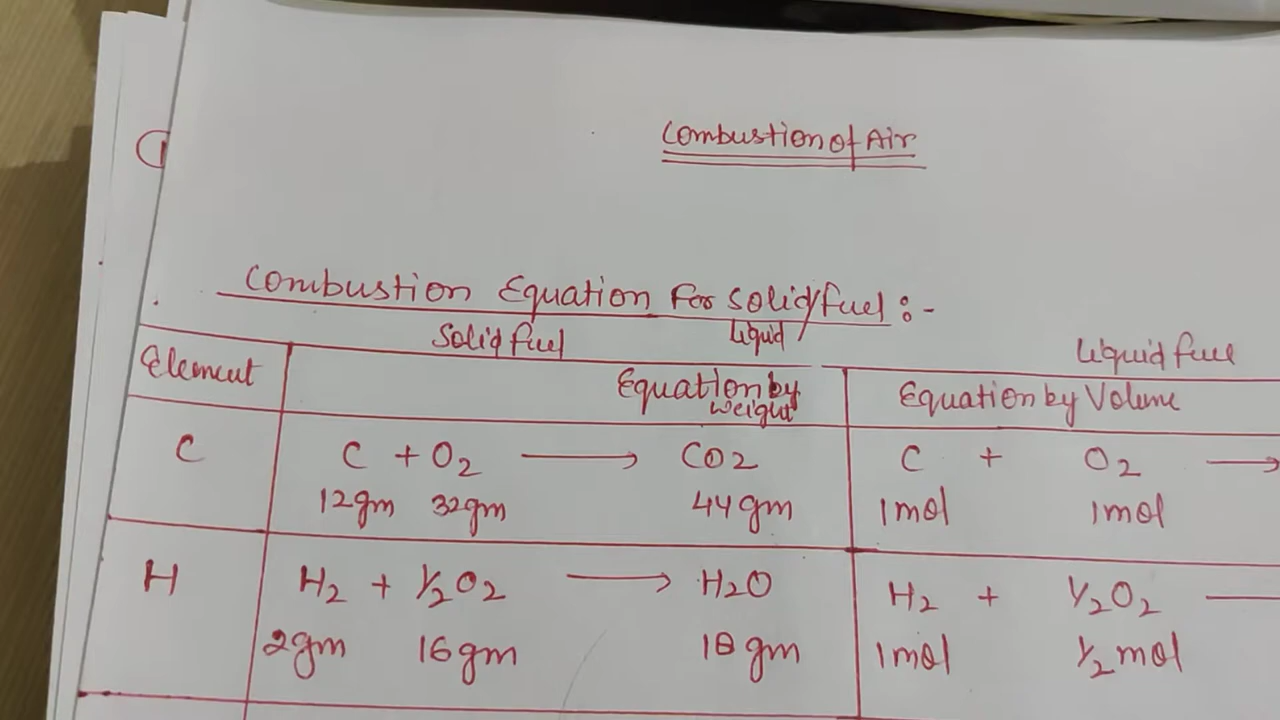 Combustion of Air
Combustion Equation For Solid/fuel :-
Liquid
Solid fuel
Liquid fuel
Element
Equation by
weight
Equation by Volume
C
C + O2 ⟶ CO2
12gm 32gm 44gm
C + O2 ⟶
1mol 1mol
H
H2 + 1/2O2 ⟶ H2O
2gm 16gm 18gm
H2 + 1/2O2 —
1mol 1/2mol